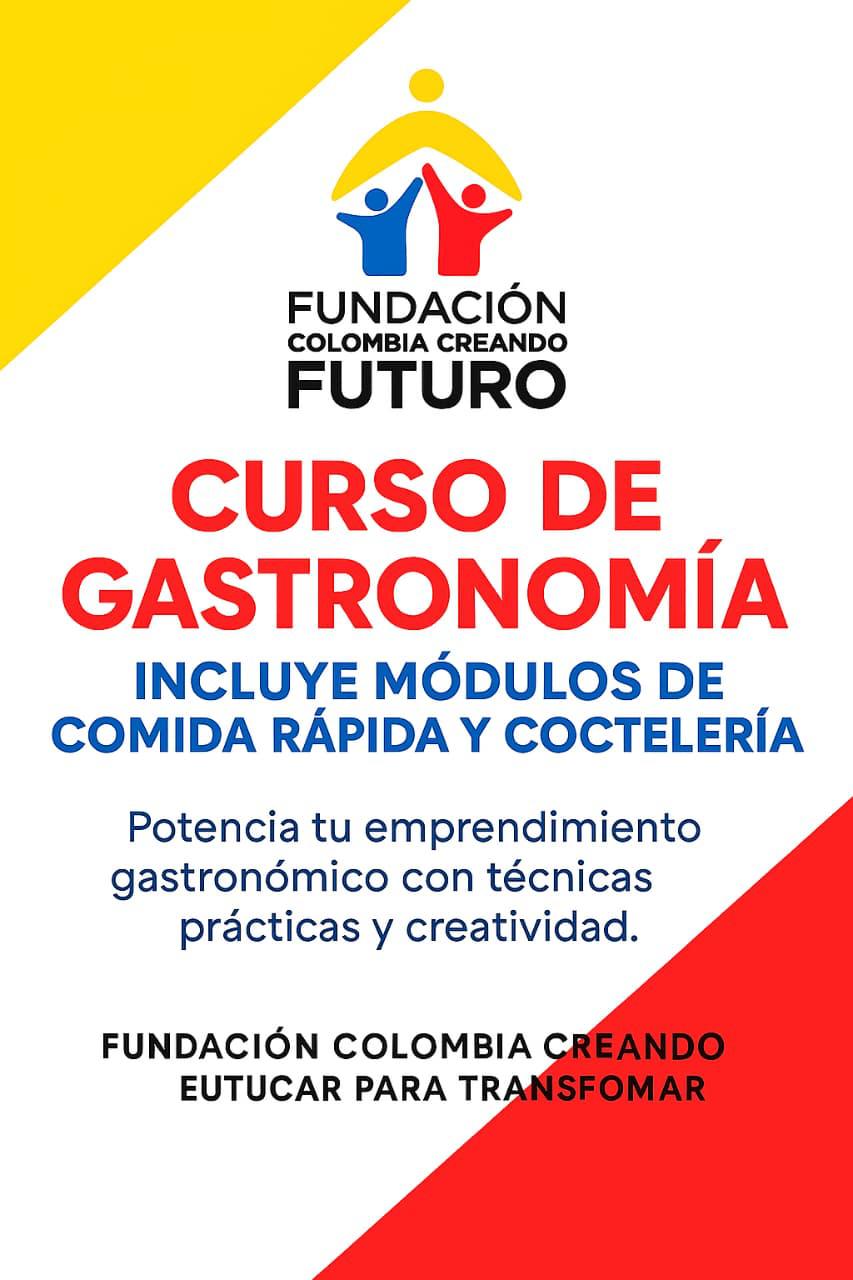 FUNDACIÓN
COLOMBIA CREANDO
FUTURO
CURSO DE
GASTRONOMÍA
INCLUYE MÓDULOS DE
COMIDA RÁPIDA Y COCTELERÍA
Potencia tu emprendimiento
gastronómico con técnicas
prácticas y creatividad.
FUNDACIÓN COLOMBIA CREANDO
EUTUCAR PARA TRANSFOMAR